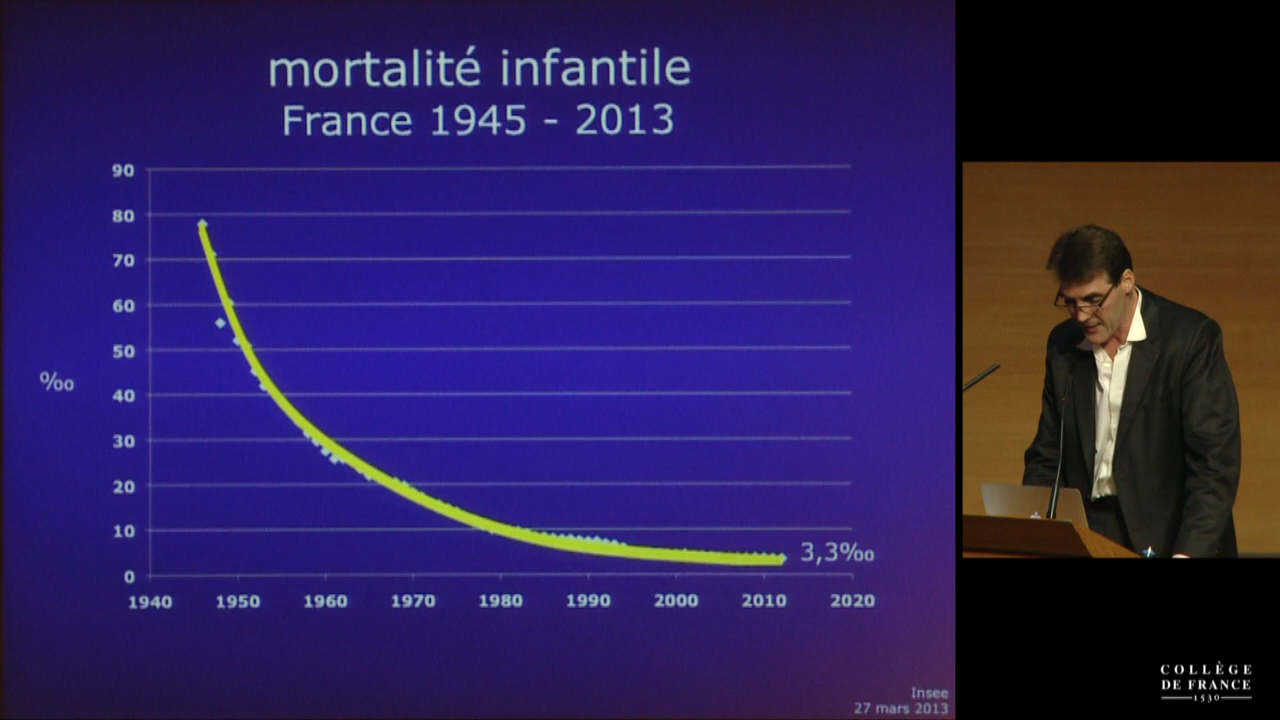 mortalité infantile
France 1945 - 2013
90
80
70
60
50
‰
40
30
20
10
3,3‰
0
1940 1950 1960 1970 1980 1990 2000 2010 2020
Insee
27 mars 2013
COLLÈGE
DE FRANCE
1530